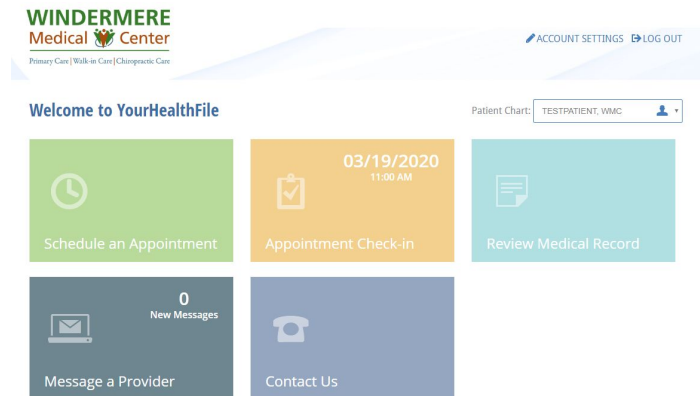 WINDERMERE
Medical Center
Primary Care|Walk-in Care|Chiropractic Care
ACCOUNT SETTINGS LOG OUT
Welcome to YourHealthFile
Patient Chart: TESTPATIENT, WMC
Schedule an Appointment
03/19/2020
11:00 AM
Appointment Check-in
Review Medical Record
0
New Messages
Message a Provider
Contact Us